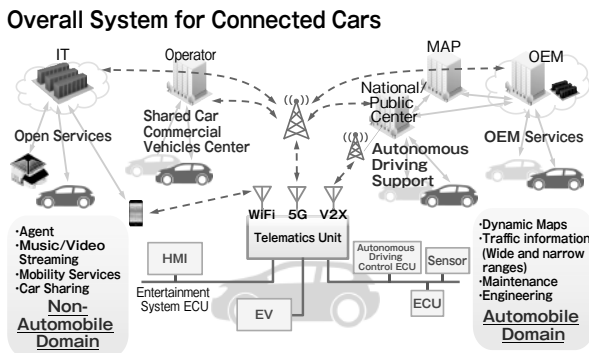 Overall System for Connected Cars
IT
Operator
MAP
OEM
National/
Public
Center
Shared Car
Commercial
Vehicles Center
Open Services
OEM Services
Autonomous
Driving
Support
WiFi
5G
V2X
Telematics Unit
HMI
Entertainment
System ECU
EV
Autonomous
Driving
Control ECU
Sensor
ECU
・Agent
・Music/Video
Streaming
・Mobility Services
・Car Sharing
Non-
Automobile
Domain
・Dynamic Maps
・Traffic information
(Wide and narrow
ranges)
・Maintenance
・Engineering
Automobile
Domain